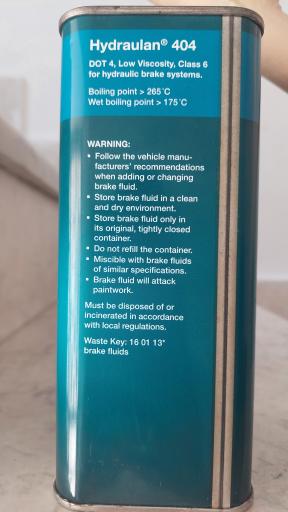 Hydraulan® 404
DOT 4, Low Viscosity, Class 6
for hydraulic brake systems.
Boiling point > 265°C
Wet boiling point > 175°C
WARNING:
• Follow the vehicle manu-
facturers' recommendations
when adding or changing
brake fluid.
• Store brake fluid in a clean
and dry environment.
• Store brake fluid only in
its original, tightly closed
container.
• Do not refill the container.
• Miscible with brake fluids
of similar specifications.
• Brake fluid will attack
paintwork.
Must be disposed of or
incinerated in accordance
with local regulations.
Waste Key: 16 01 13*
brake fluids